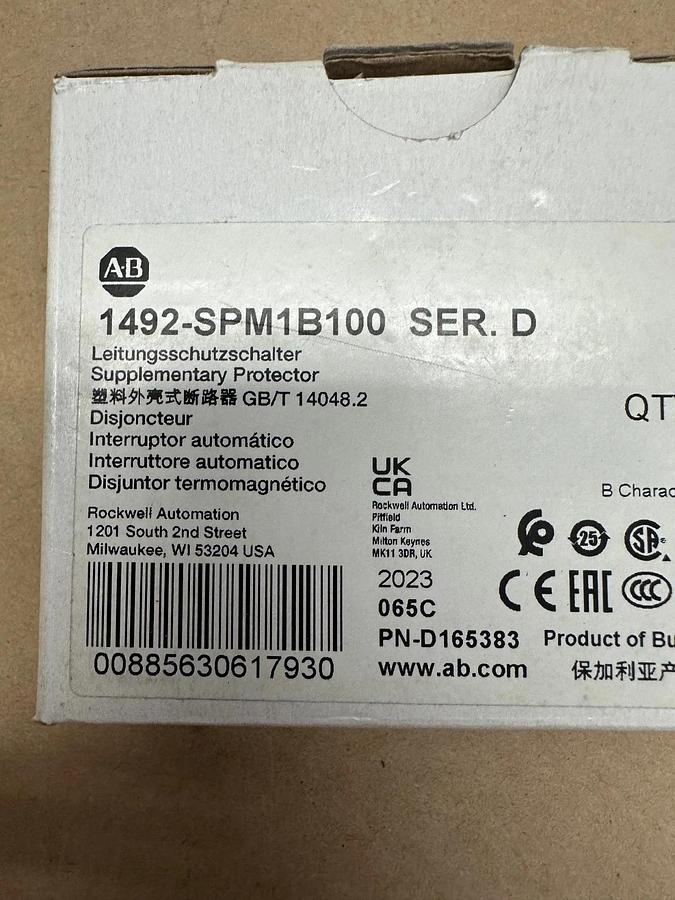 A-B
1492-SPM1B100 SER. D
Leitungsschutzschalter
Supplementary Protector
塑料外壳式断路器 GB/T 14048.2
Disjoncteur
Interruptor automático
Interruttore automatico
Disjuntor termomagnético
QT
B Charac
Rockwell Automation
1201 South 2nd Street
Milwaukee, WI 53204 USA
UK
CA
Rockwell Automation Ltd.
Pitfield
Kiln Farm
Milton Keynes
MK11 3DR, UK
25
SA
CE EAC CCC
2023
065C
PN-D165383 Product of Bu
www.ab.com 保加利亚产
00885630617930